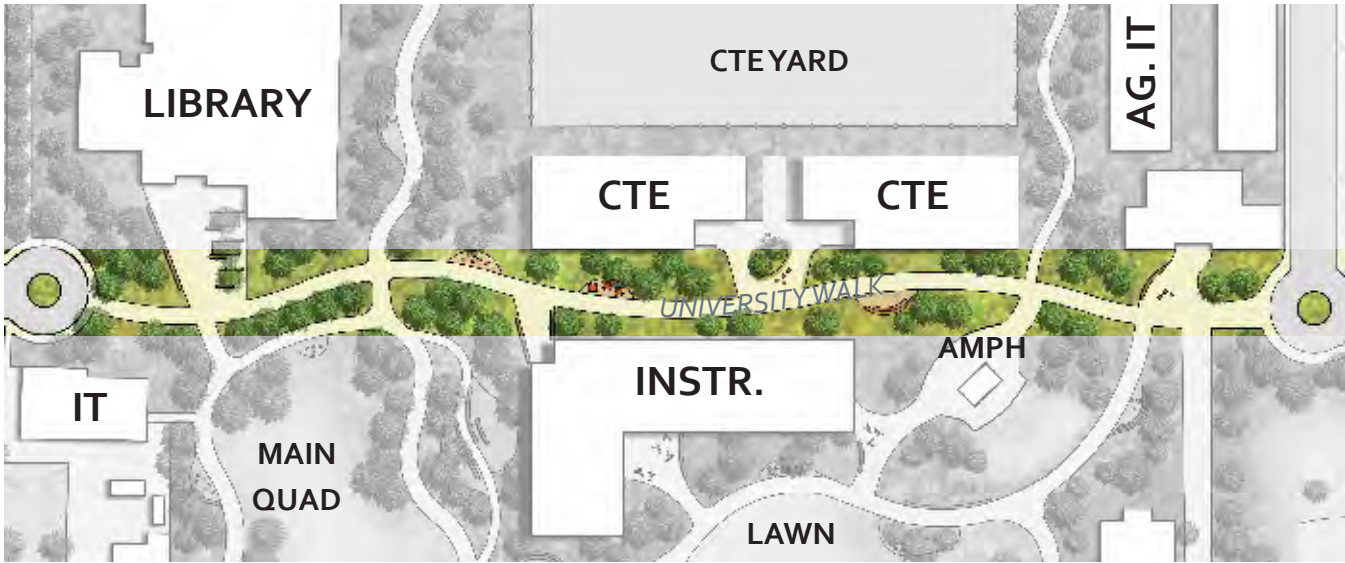 CTE YARD
AG. IT
LIBRARY
CTE
CTE
UNIVERSITY WALK
AMPH
INSTR.
IT
MAIN
QUAD
LAWN